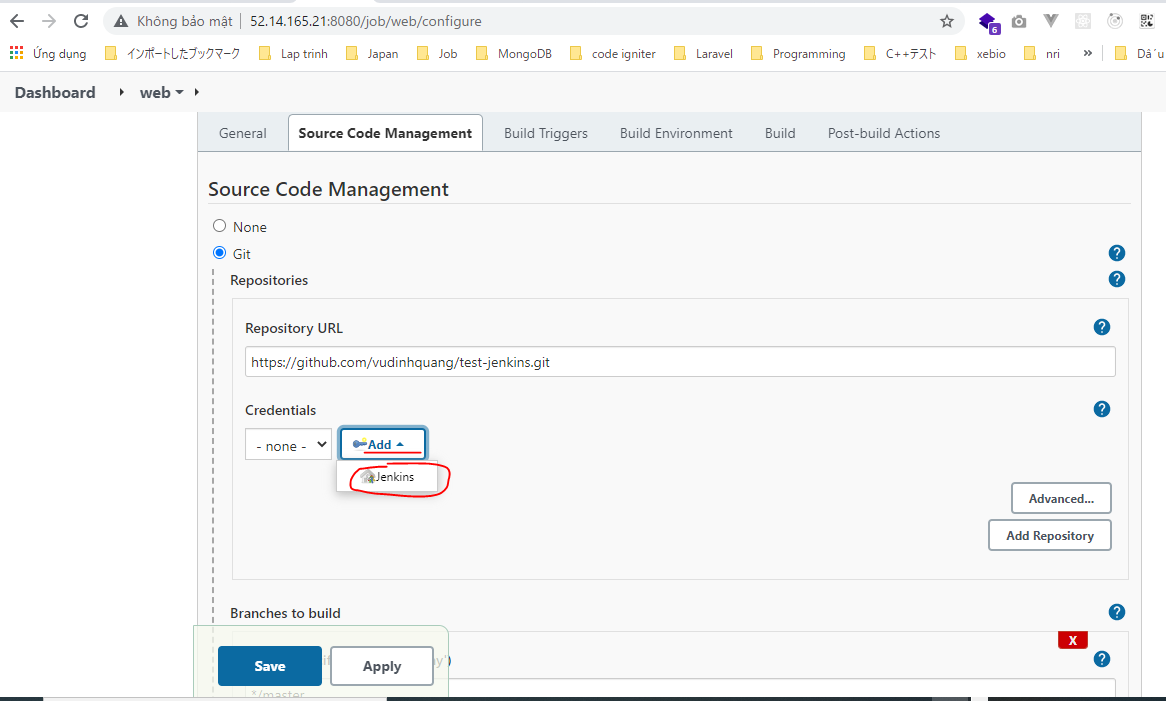 Không bảo mật 52.14.165.21:8080/job/web/configure
6
Ứng dụng インポートしたブックマーク Lap trinh Japan Job MongoDB code igniter Laravel Programming C++テスト xebio nri » Dấu
Dashboard web
General Source Code Management Build Triggers Build Environment Build Post-build Actions
Source Code Management
None
Git ?
Repositories ?
Repository URL ?
https://github.com/vudinhquang/test-jenkins.git
Credentials ?
- none - Add
Jenkins
Advanced...
Add Repository
Branches to build ?
X
Save Apply ?
*/master